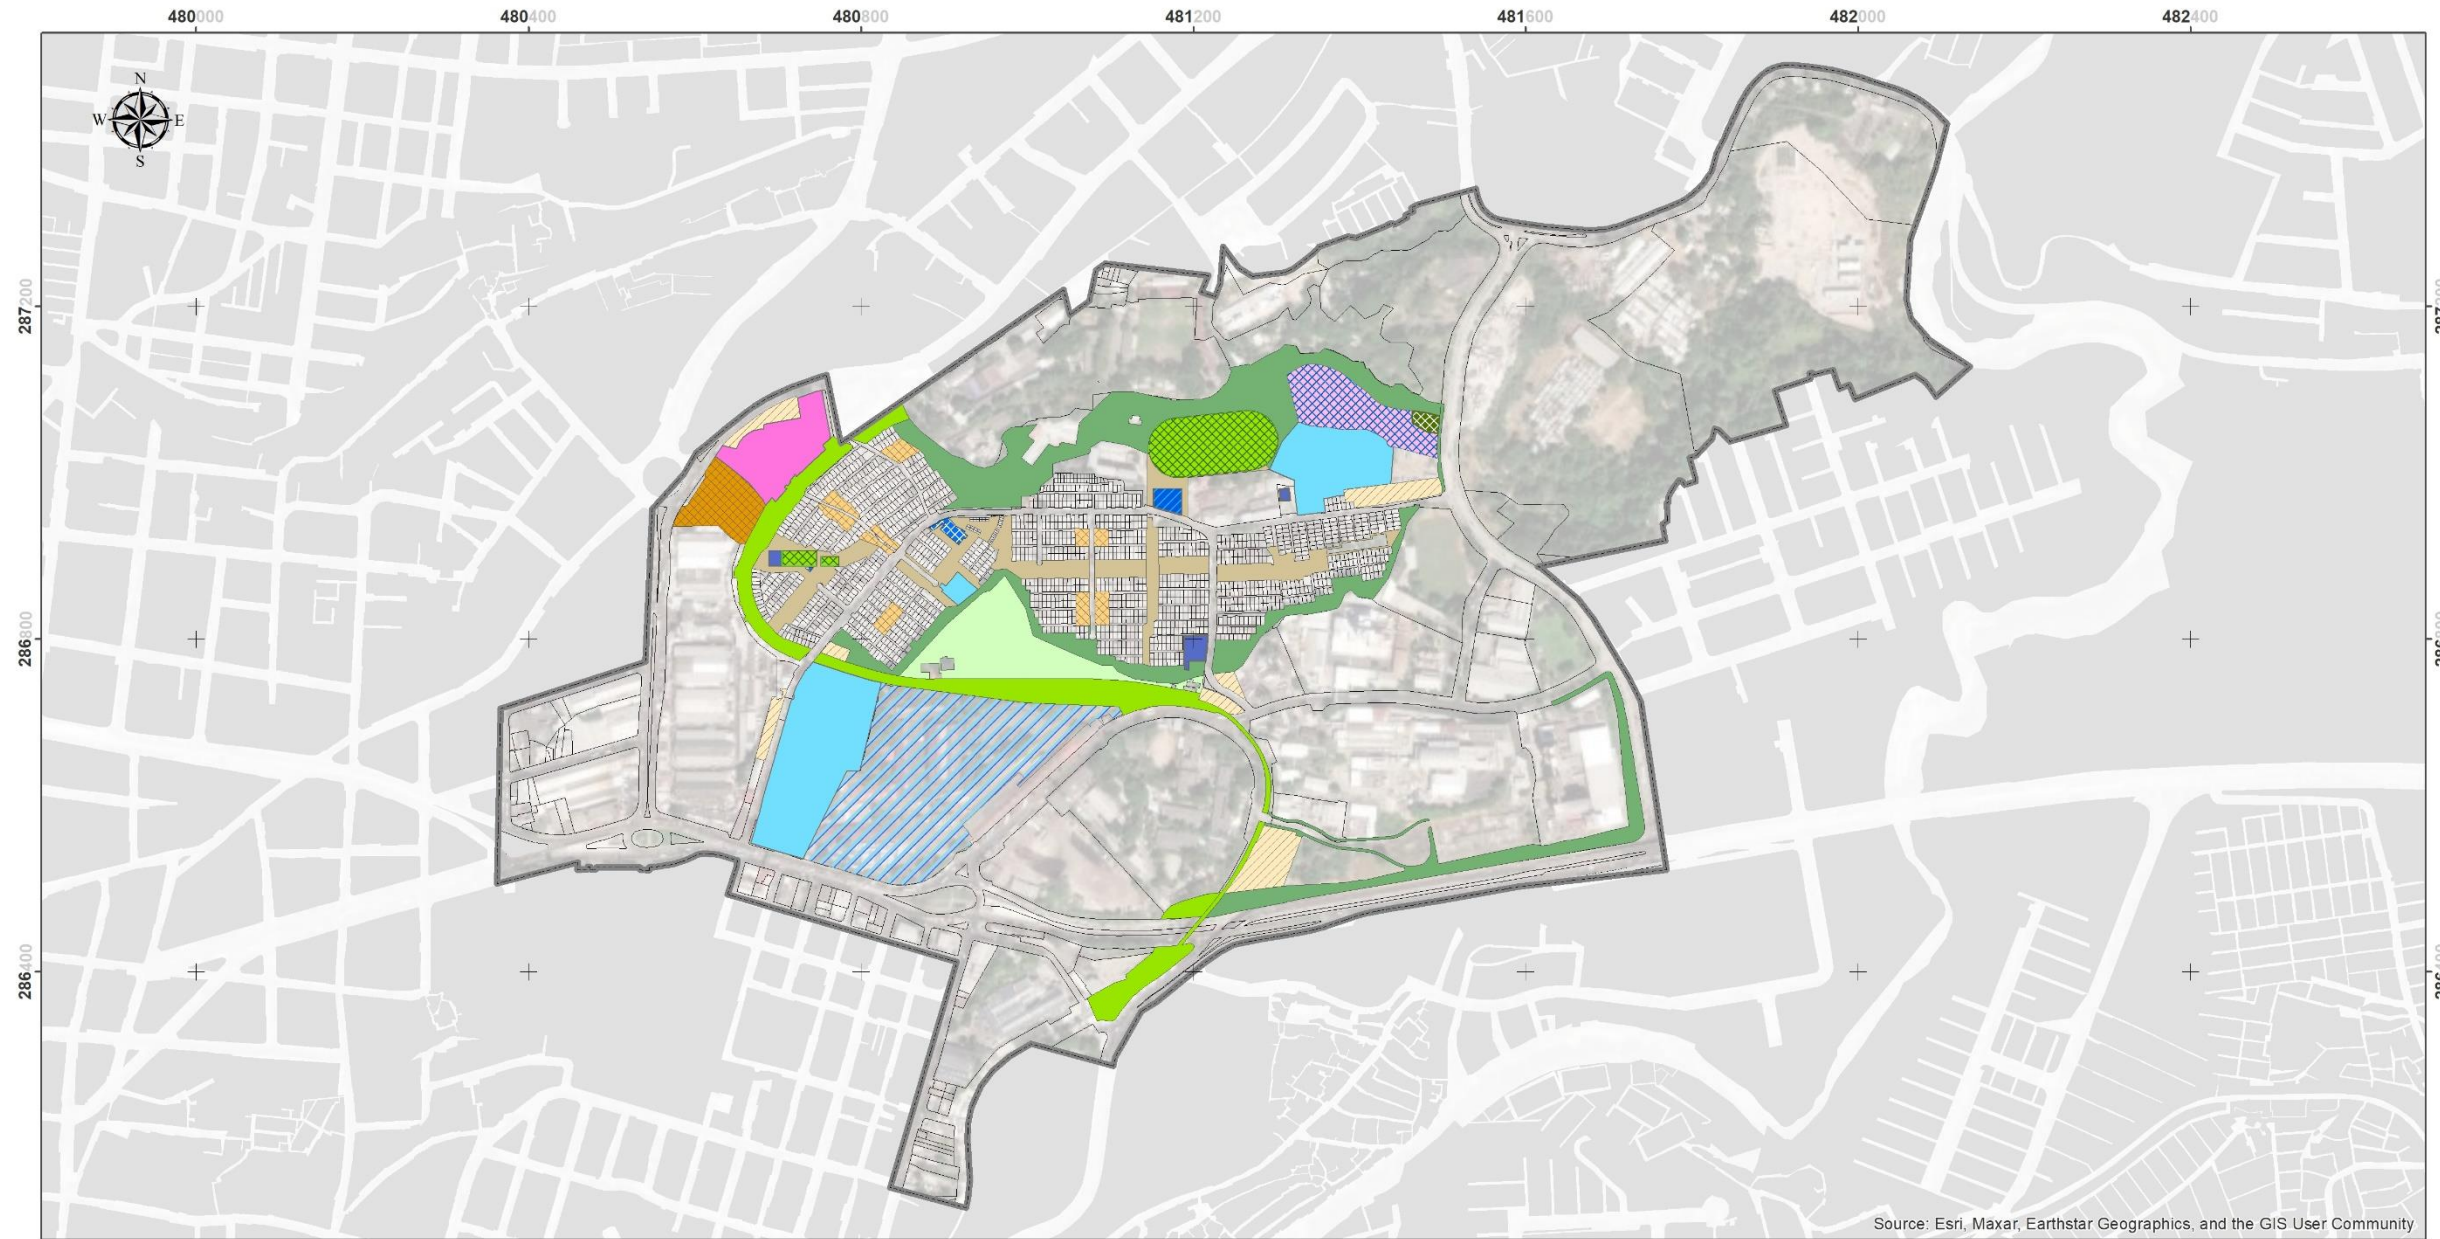 480000 480400 480800 481200 481600 482000 482400
N
W E
S
287200
286800
286400
Source: Esri, Maxar, Earthstar Geographics, and the GIS User Community